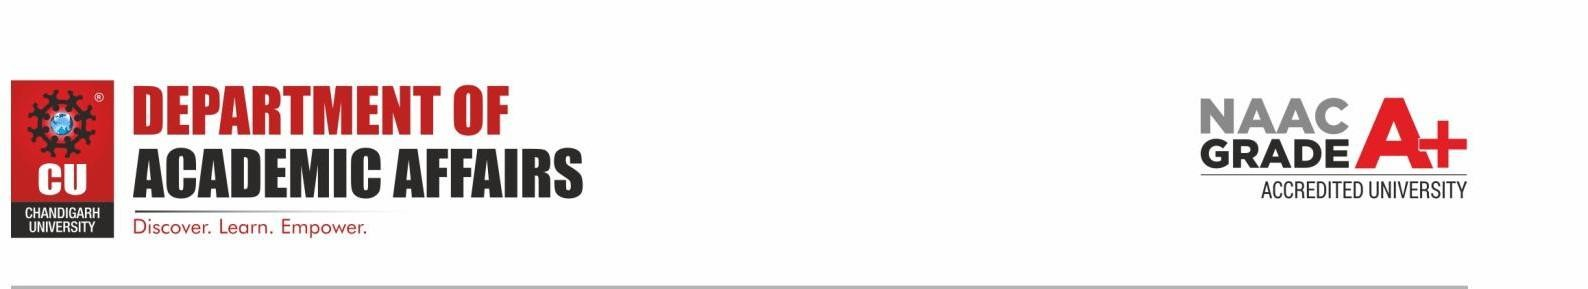 ®
CU
CHANDIGARH
UNIVERSITY
DEPARTMENT OF
ACADEMIC AFFAIRS
Discover. Learn. Empower.
NAAC
GRADE A+
ACCREDITED UNIVERSITY